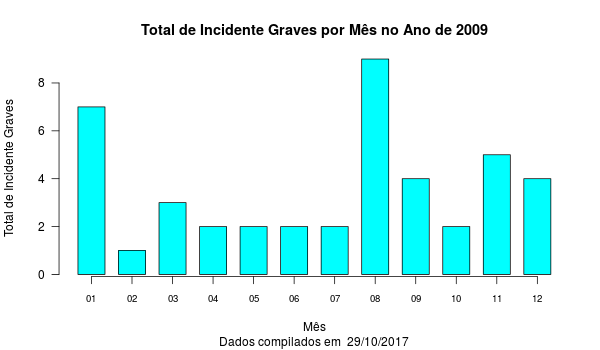 Total de Incidente Graves por Mês no Ano de 2009
Total de Incidente Graves
8
6
4
2
0
01 02 03 04 05 06 07 08 09 10 11 12
Mês
Dados compilados em  29/10/2017